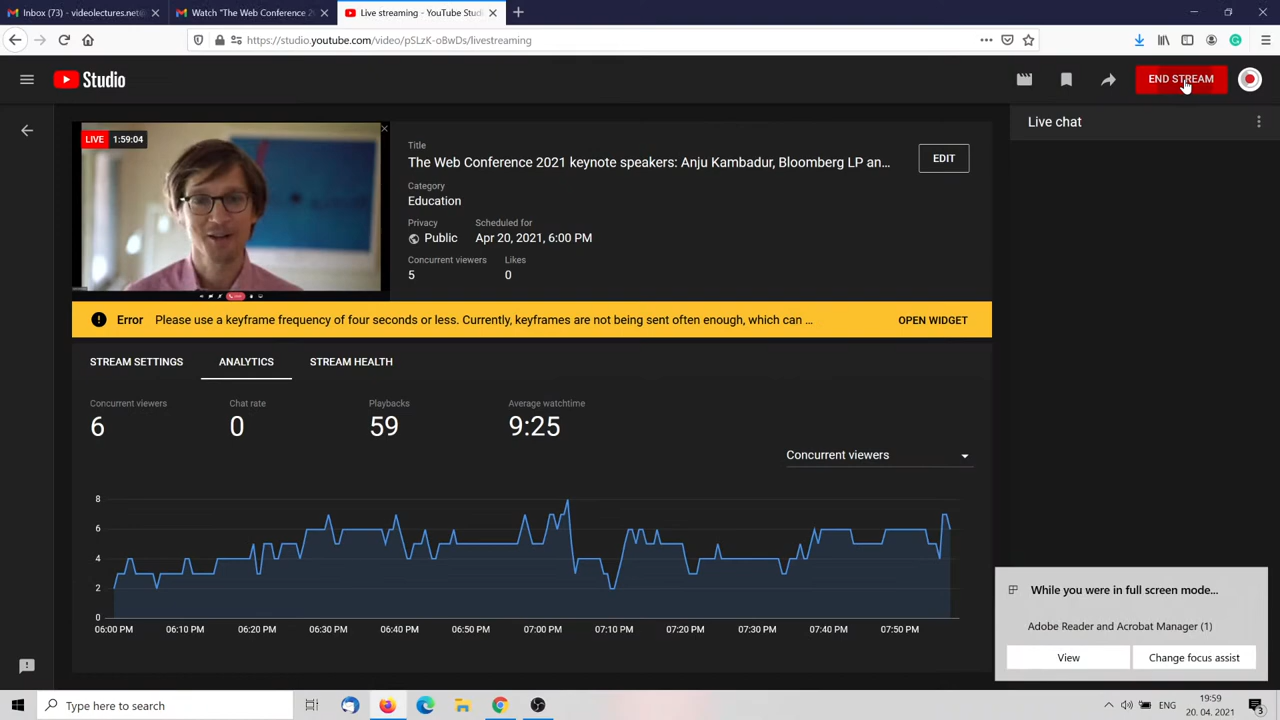 Inbox (73) - videolectures.net@
Watch "The Web Conference 2
Live streaming - YouTube Studi
https://studio.youtube.com/video/pSLzK-oBwDs/livestreaming
Studio
END STREAM
LIVE 1:59:04
Title
The Web Conference 2021 keynote speakers: Anju Kambadur, Bloomberg LP an...
EDIT
Category
Education
Privacy
Scheduled for
Public
Apr 20, 2021, 6:00 PM
Concurrent viewers
Likes
5
0
Live chat
Error
Please use a keyframe frequency of four seconds or less. Currently, keyframes are not being sent often enough, which can ...
OPEN WIDGET
STREAM SETTINGS
ANALYTICS
STREAM HEALTH
Concurrent viewers
Chat rate
Playbacks
Average watchtime
6
0
59
9:25
Concurrent viewers
8
6
4
2
0
06:00 PM
06:10 PM
06:20 PM
06:30 PM
06:40 PM
06:50 PM
07:00 PM
07:10 PM
07:20 PM
07:30 PM
07:40 PM
07:50 PM
While you were in full screen mode...
Adobe Reader and Acrobat Manager (1)
View
Change focus assist
Type here to search
ENG
19:59
20. 04. 2021
3